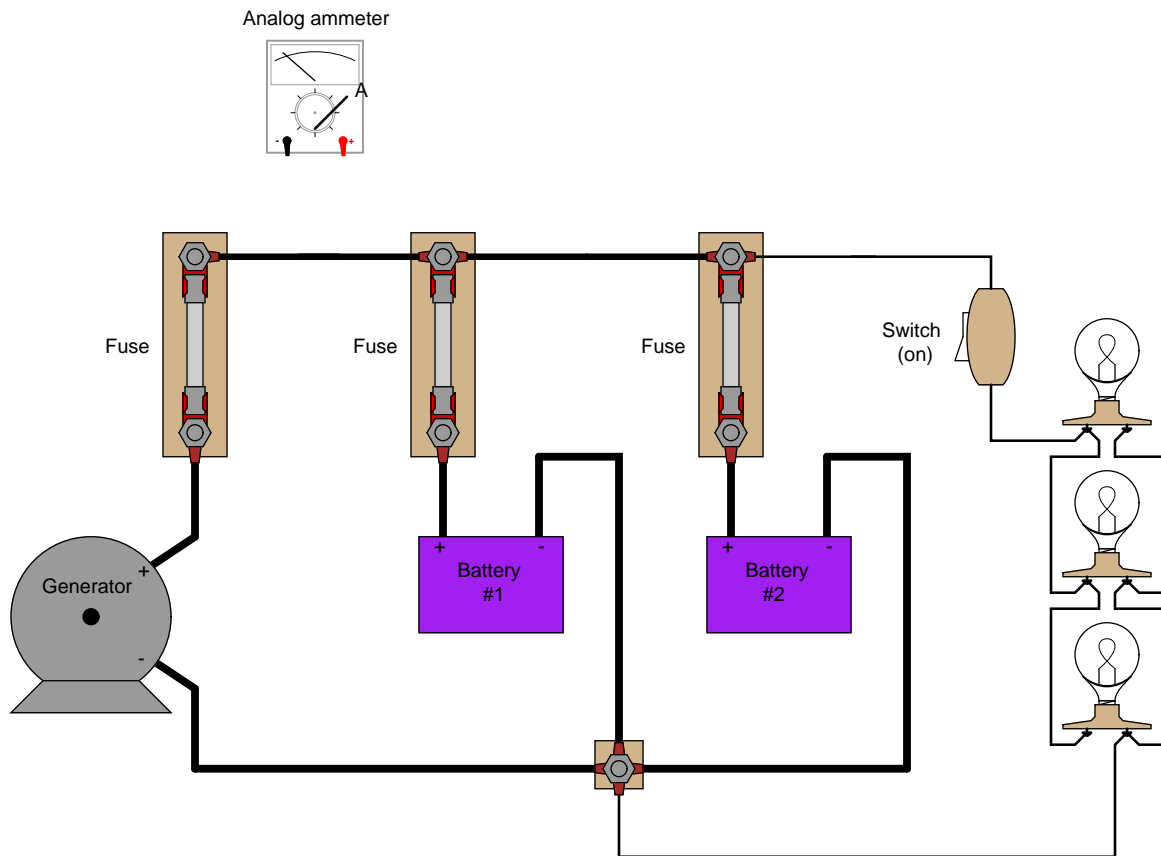 Analog ammeter
A
- +
Fuse
Fuse
Fuse
Switch
(on)
+ - + -
Generator
+
Battery
#1
Battery
#2
-